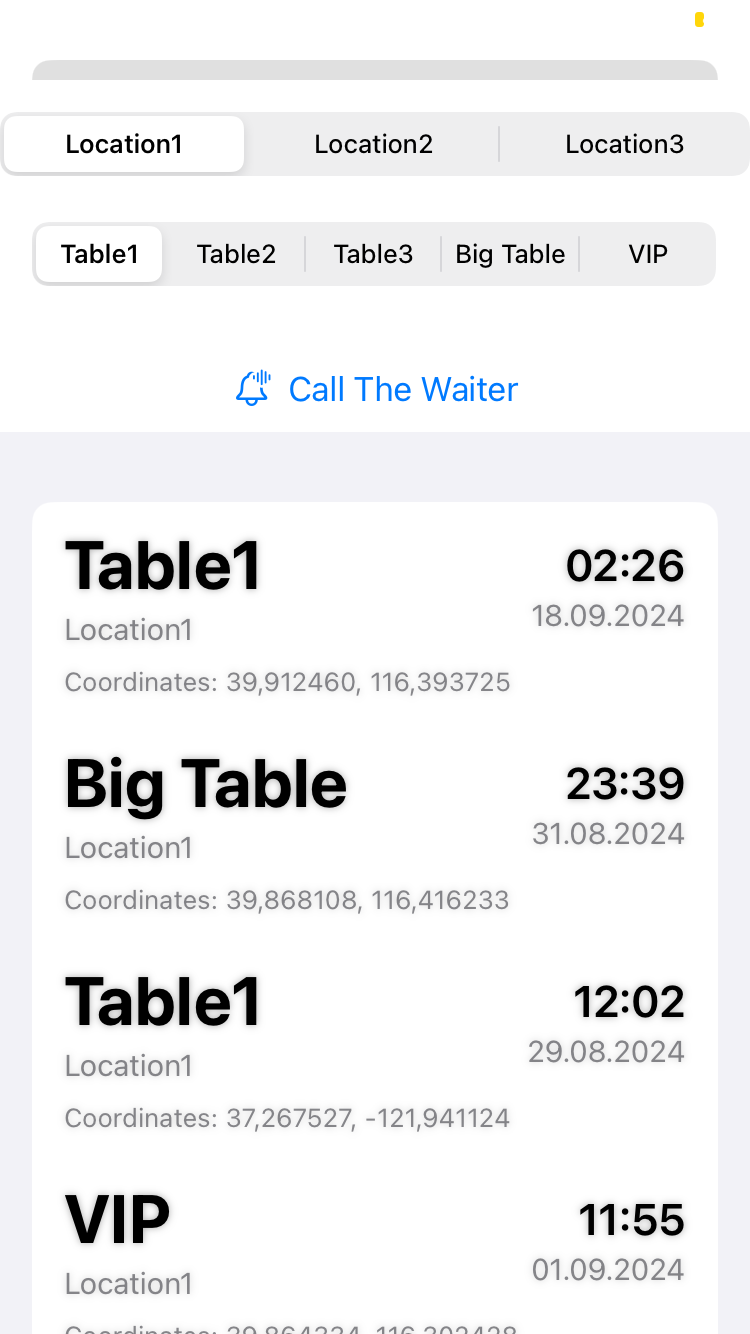 Location1 Location2 Location3
Table1 Table2 Table3 Big Table VIP
Call The Waiter
Table1 02:26
Location1 18.09.2024
Coordinates: 39,912460, 116,393725
Big Table 23:39
Location1 31.08.2024
Coordinates: 39,868108, 116,416233
Table1 12:02
Location1 29.08.2024
Coordinates: 37,267527, -121,941124
VIP 11:55
Location1 01.09.2024
Coordinates: